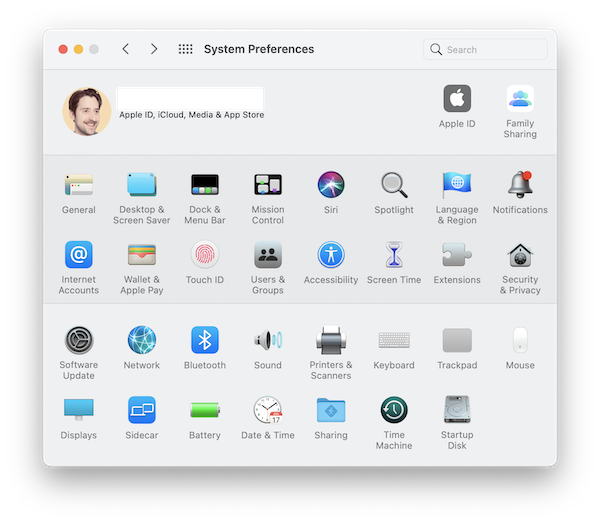 System Preferences
Search
Apple ID, iCloud, Media & App Store
Apple ID
Family
Sharing
General
Desktop &
Screen Saver
Dock &
Menu Bar
Mission
Control
Siri
Spotlight
Language
& Region
Notifications
Internet
Accounts
Wallet &
Apple Pay
Touch ID
Users &
Groups
Accessibility
Screen Time
Extensions
Security
& Privacy
Software
Update
Network
Bluetooth
Sound
Printers &
Scanners
Keyboard
Trackpad
Mouse
Displays
Sidecar
Battery
17
Date & Time
Sharing
Time
Machine
Startup
Disk